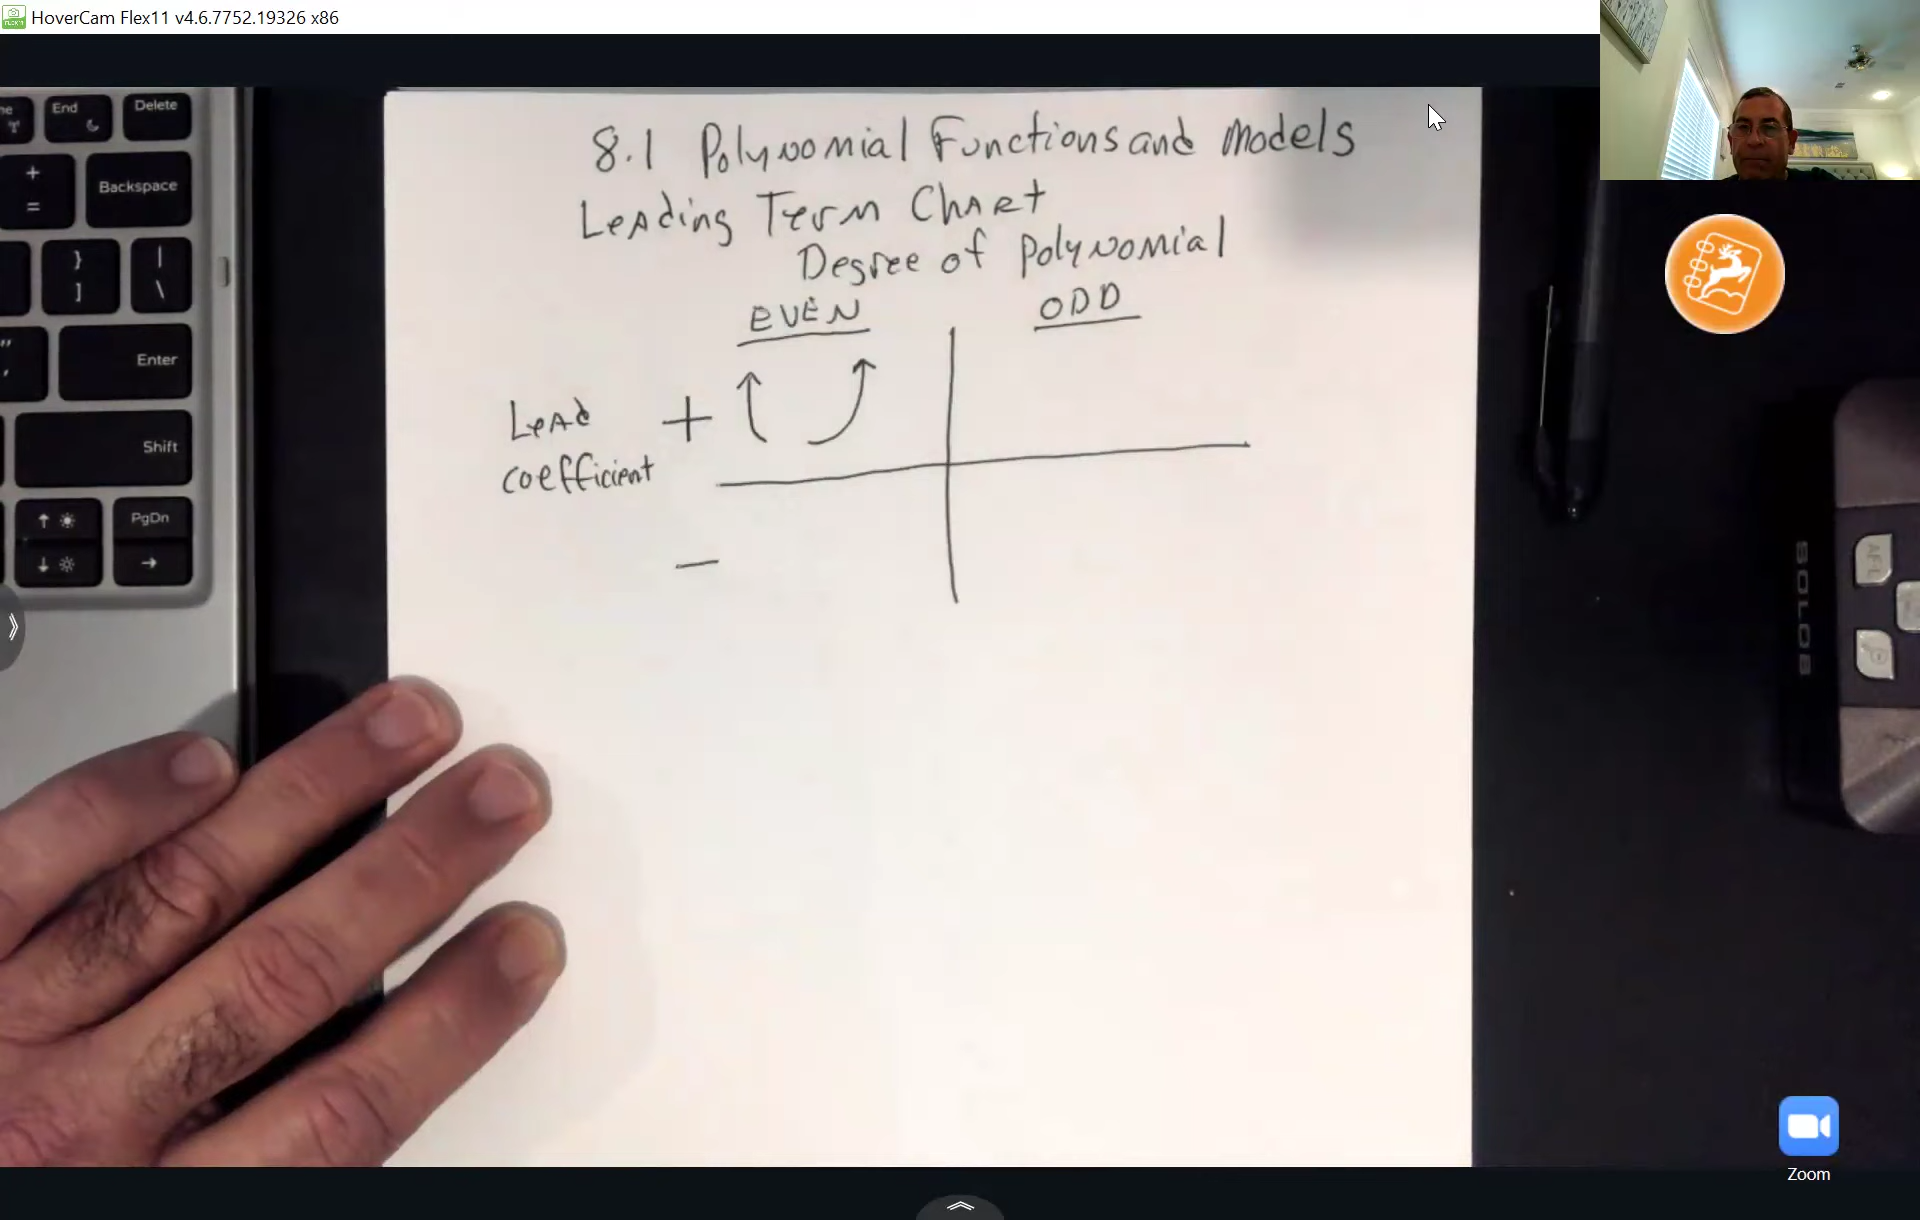 HoverCam Flex11 v4.6.7752.19326 x86
End
Delete
+
=
Backspace
}
]
|
\
"
,
Enter
Shift
PgDn
8.1 Polynomial Functions and Models
Leading Term Chart
Degree of Polynomial
EVEN
ODD
Lead
coefficient
+
−
SOLO8
Zoom